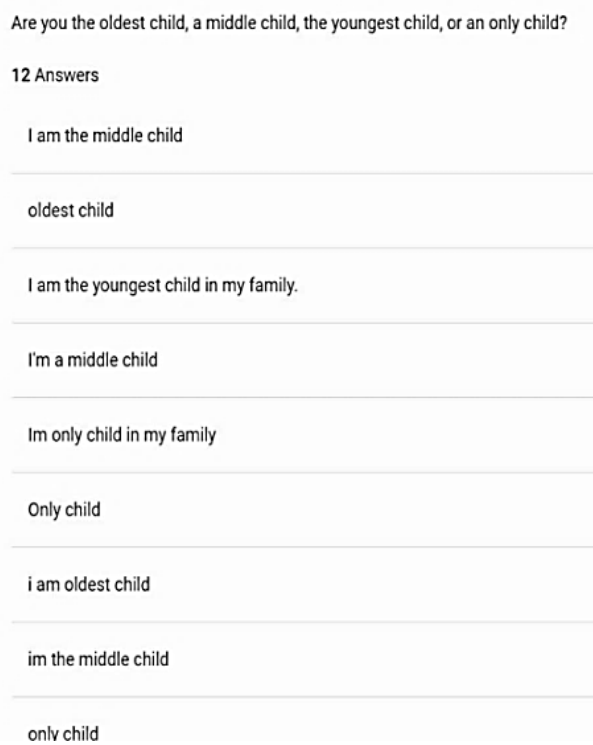 Are you the oldest child, a middle child, the youngest child, or an only child?
12 Answers
I am the middle child
oldest child
I am the youngest child in my family.
I'm a middle child
Im only child in my family
Only child
i am oldest child
im the middle child
only child